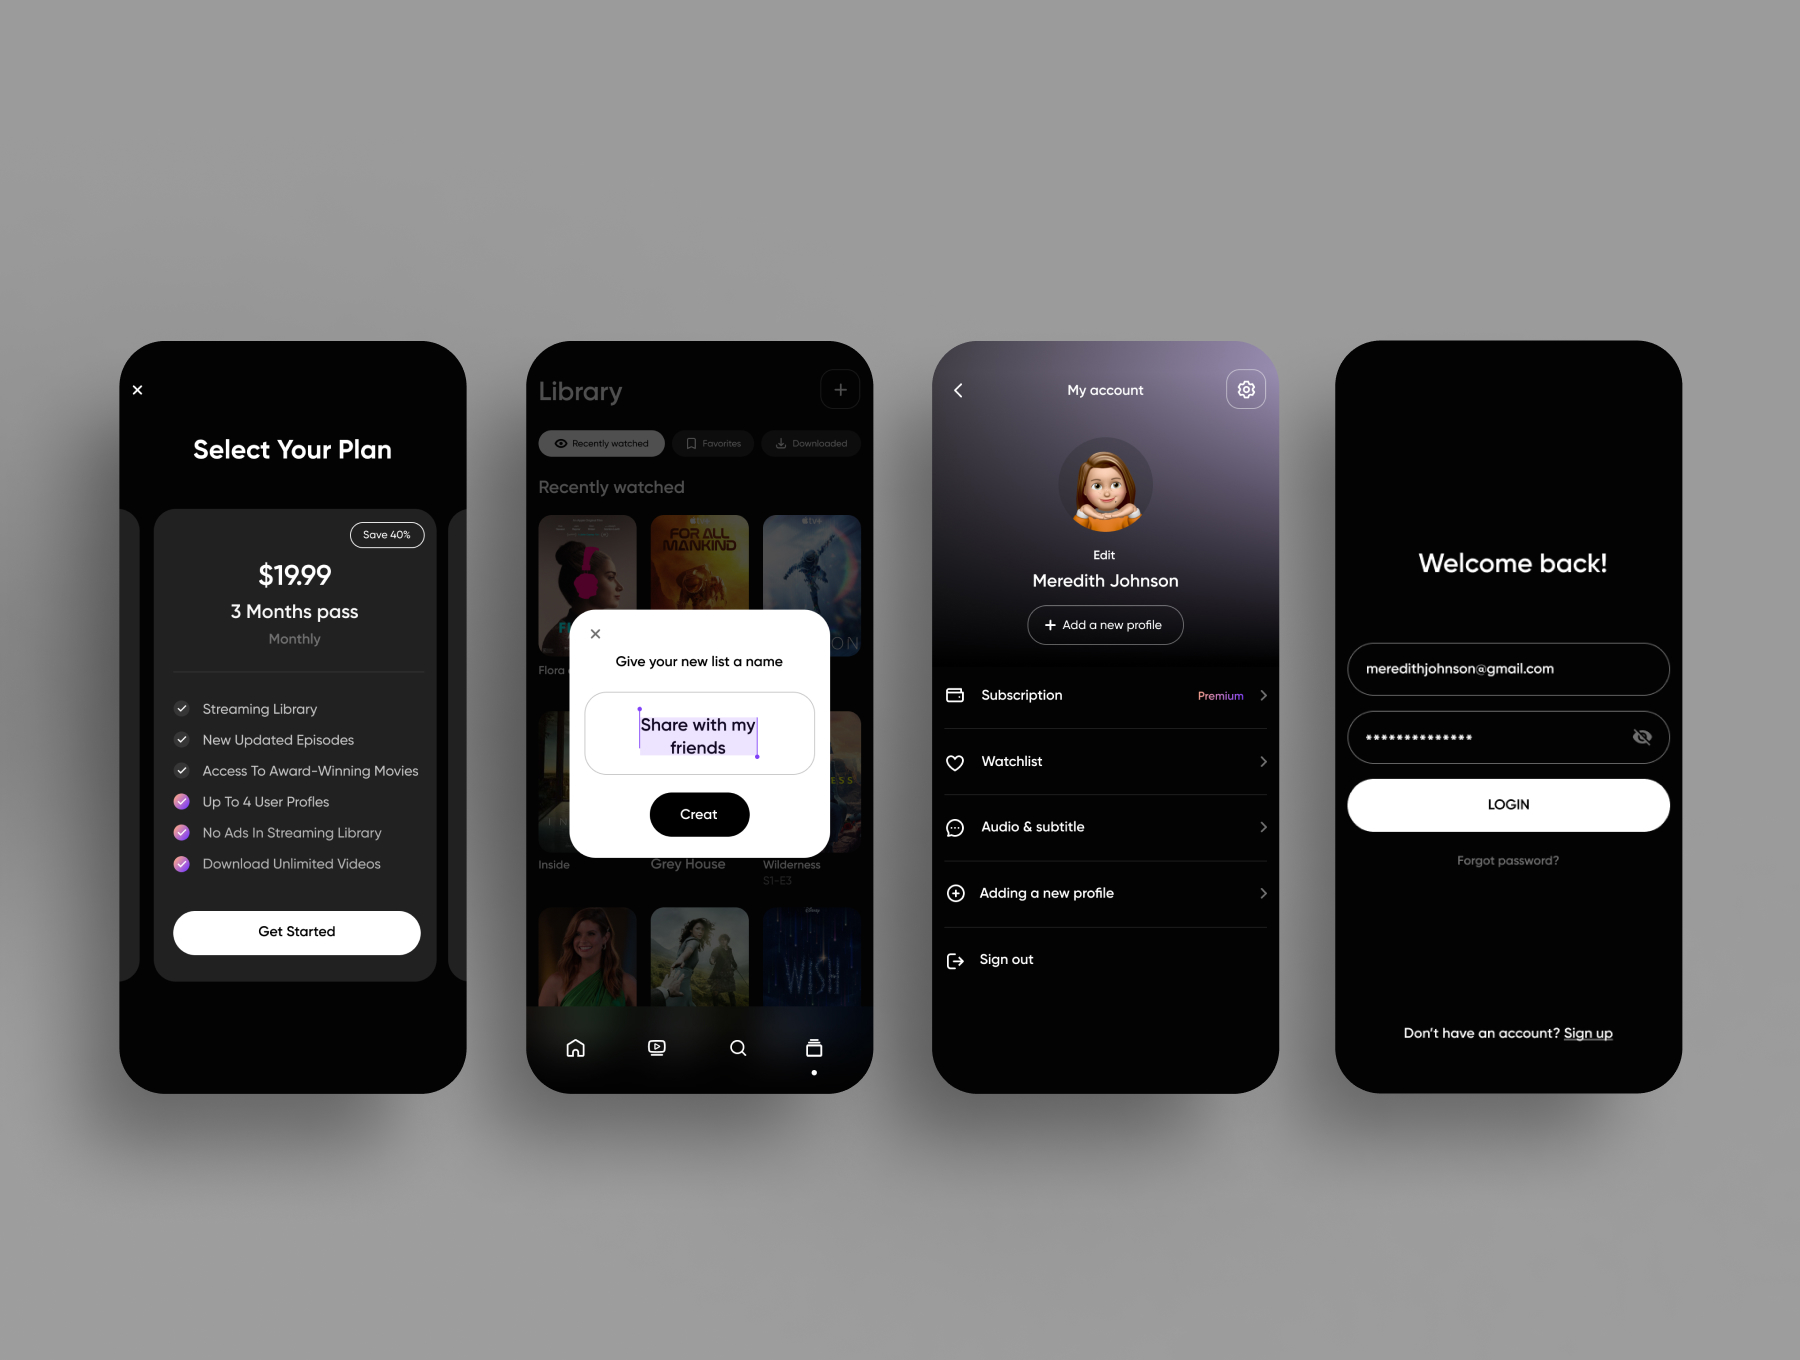 Select Your Plan
Save 40%
$19.99
3 Months pass
Monthly
Streaming Library
New Updated Episodes
Access To Award-Winning Movies
Up To 4 User Profles
No Ads In Streaming Library
Download Unlimited Videos
Get Started
Library
Recently watched
Favorites
Downloaded
Recently watched
tv+
FOR ALL
MANKIND
tv+
ON
Flora
Give your new list a name
Share with my
friends
Creat
Inside
Grey House
Wilderness
S1-E3
Disney
WISH
My account
Edit
Meredith Johnson
Add a new profile
Subscription
Premium
Watchlist
Audio & subtitle
Adding a new profile
Sign out
Welcome back!
meredithjohnson@gmail.com
**************
LOGIN
Forgot password?
Don't have an account? Sign up